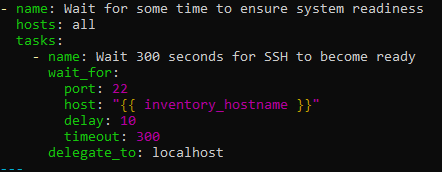 - name: Wait for some time to ensure system readiness
  hosts: all
  tasks:
    - name: Wait 300 seconds for SSH to become ready
      wait_for:
        port: 22
        host: "{{ inventory_hostname }}"
        delay: 10
        timeout: 300
      delegate_to: localhost
---